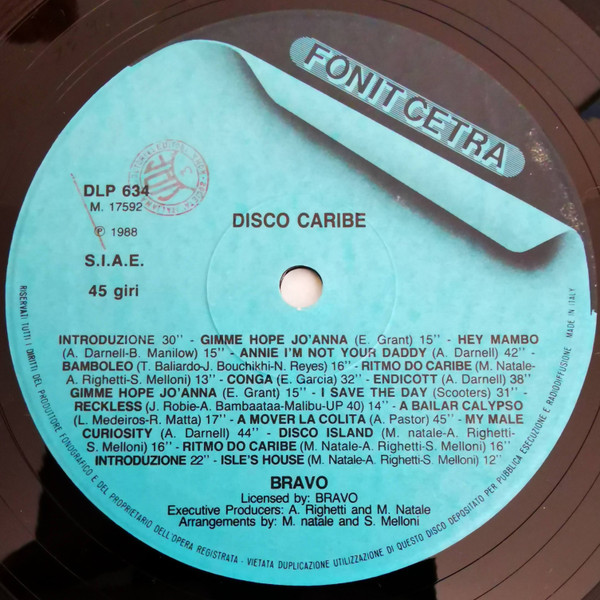 FONIT CETRA
DLP 634
M. 17592
℗ 1988
S.I.A.E.
45 giri
DISCO CARIBE
INTRODUZIONE 30'' - GIMME HOPE JO'ANNA (E. Grant) 15'' - HEY MAMBO
(A. Darnell-B. Manilow) 15'' - ANNIE I'M NOT YOUR DADDY (A. Darnell) 42'' -
BAMBOLEO (T. Baliardo-J. Bouchikhi-N. Reyes) 16'' - RITMO DO CARIBE (M. Natale-
A. Righetti-S. Melloni) 13'' - CONGA (E. Garcia) 32'' - ENDICOTT (A. Darnell) 38''
GIMME HOPE JO'ANNA (E. Grant) 15'' - I SAVE THE DAY (Scooters) 31'' -
RECKLESS (J. Robie-A. Bambaataa-Malibu-UP 40) 14'' - A BAILAR CALYPSO
(L. Medeiros-R. Matta) 17'' - A MOVER LA COLITA (A. Pastor) 45'' - MY MALE
CURIOSITY (A. Darnell) 44'' - DISCO ISLAND (M. natale-A. Righetti-
S. Melloni) 16'' - RITMO DO CARIBE (M. Natale-A. Righetti-S. Melloni) 16''
INTRODUZIONE 22'' - ISLE'S HOUSE (M. Natale-A. Righetti-S. Melloni) 12''
BRAVO
Licensed by: BRAVO
Executive Producers: A. Righetti and M. Natale
Arrangements by: M. natale and S. Melloni
RISERVATI TUTTI I DIRITTI DEL PRODUTTORE FONOGRAFICO E DEL PROPRIETARIO DELL'OPERA REGISTRATA - VIETATA DUPLICAZIONE UTILIZZAZIONE DI QUESTO DISCO DEPOSITATO PER PUBBLICA ESECUZIONE E RADIODIFFUSIONE MADE IN ITALY